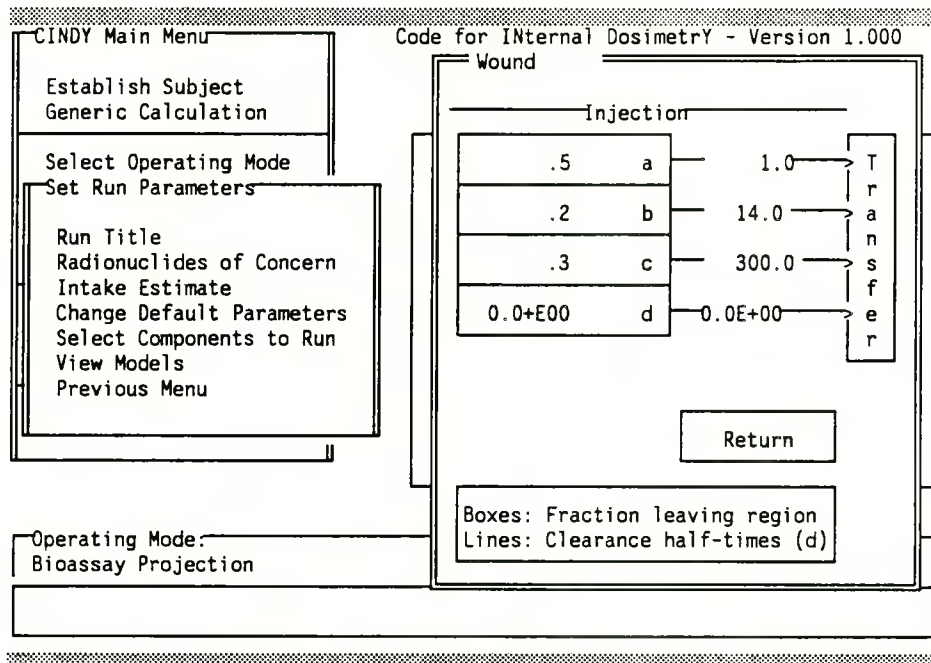 CINDY Main Menu
Code for INternal DosimetrY - Version 1.000
Establish Subject
Generic Calculation
Select Operating Mode
Set Run Parameters
Run Title
Radionuclides of Concern
Intake Estimate
Change Default Parameters
Select Components to Run
View Models
Previous Menu
Wound
Injection
.5 a 1.0
.2 b 14.0
.3 c 300.0
0.0+E00 d 0.0E+00
Transfer
Return
Boxes: Fraction leaving region
Lines: Clearance half-times (d)
Operating Mode:
Bioassay Projection